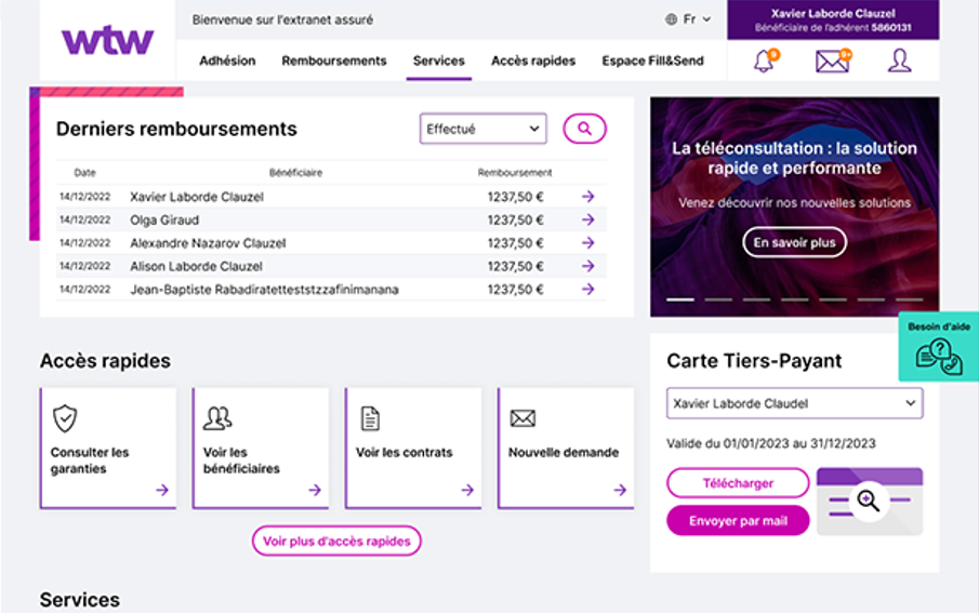 wtw
Bienvenue sur l'extranet assuré
Fr
Xavier Laborde Clauzel
Bénéficiaire de l'adhérent 5860131
Adhésion
Remboursements
Services
Accès rapides
Espace Fill&Send
9
9+
Derniers remboursements
Effectué
Date
Bénéficiaire
Remboursement
14/12/2022 Xavier Laborde Clauzel 1237,50 €
14/12/2022 Olga Giraud 1237,50 €
14/12/2022 Alexandre Nazarov Clauzel 1237,50 €
14/12/2022 Alison Laborde Clauzel 1237,50 €
14/12/2022 Jean-Baptiste Rabadiratetteststzzafinimanana 1237,50 €
La téléconsultation : la solution
rapide et performante
Venez découvrir nos nouvelles solutions
En savoir plus
Besoin d'aide
Accès rapides
Consulter les
garanties
Voir les
bénéficiaires
Voir les contrats
Nouvelle demande
Voir plus d'accès rapides
Carte Tiers-Payant
Xavier Laborde Claudel
Valide du 01/01/2023 au 31/12/2023
Télécharger
Envoyer par mail
Services